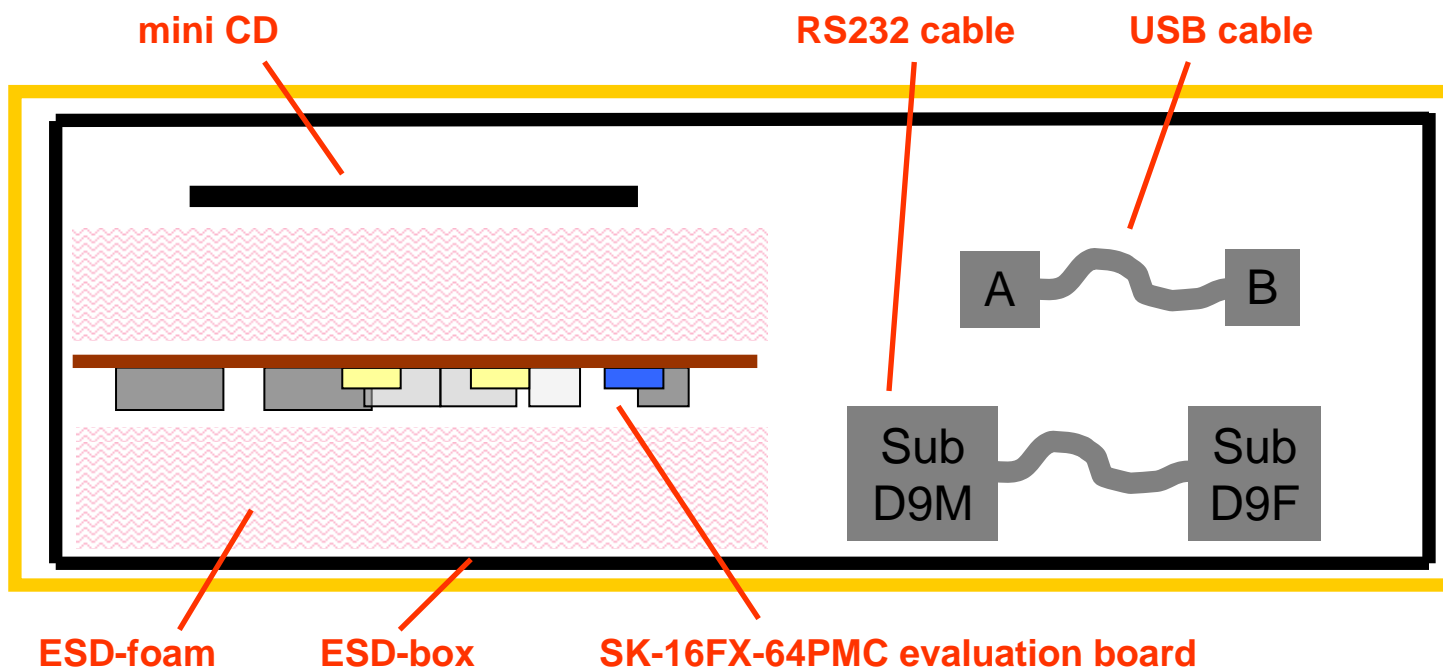 mini CD
RS232 cable
USB cable
A
B
Sub
D9M
Sub
D9F
ESD-foam
ESD-box
SK-16FX-64PMC evaluation board